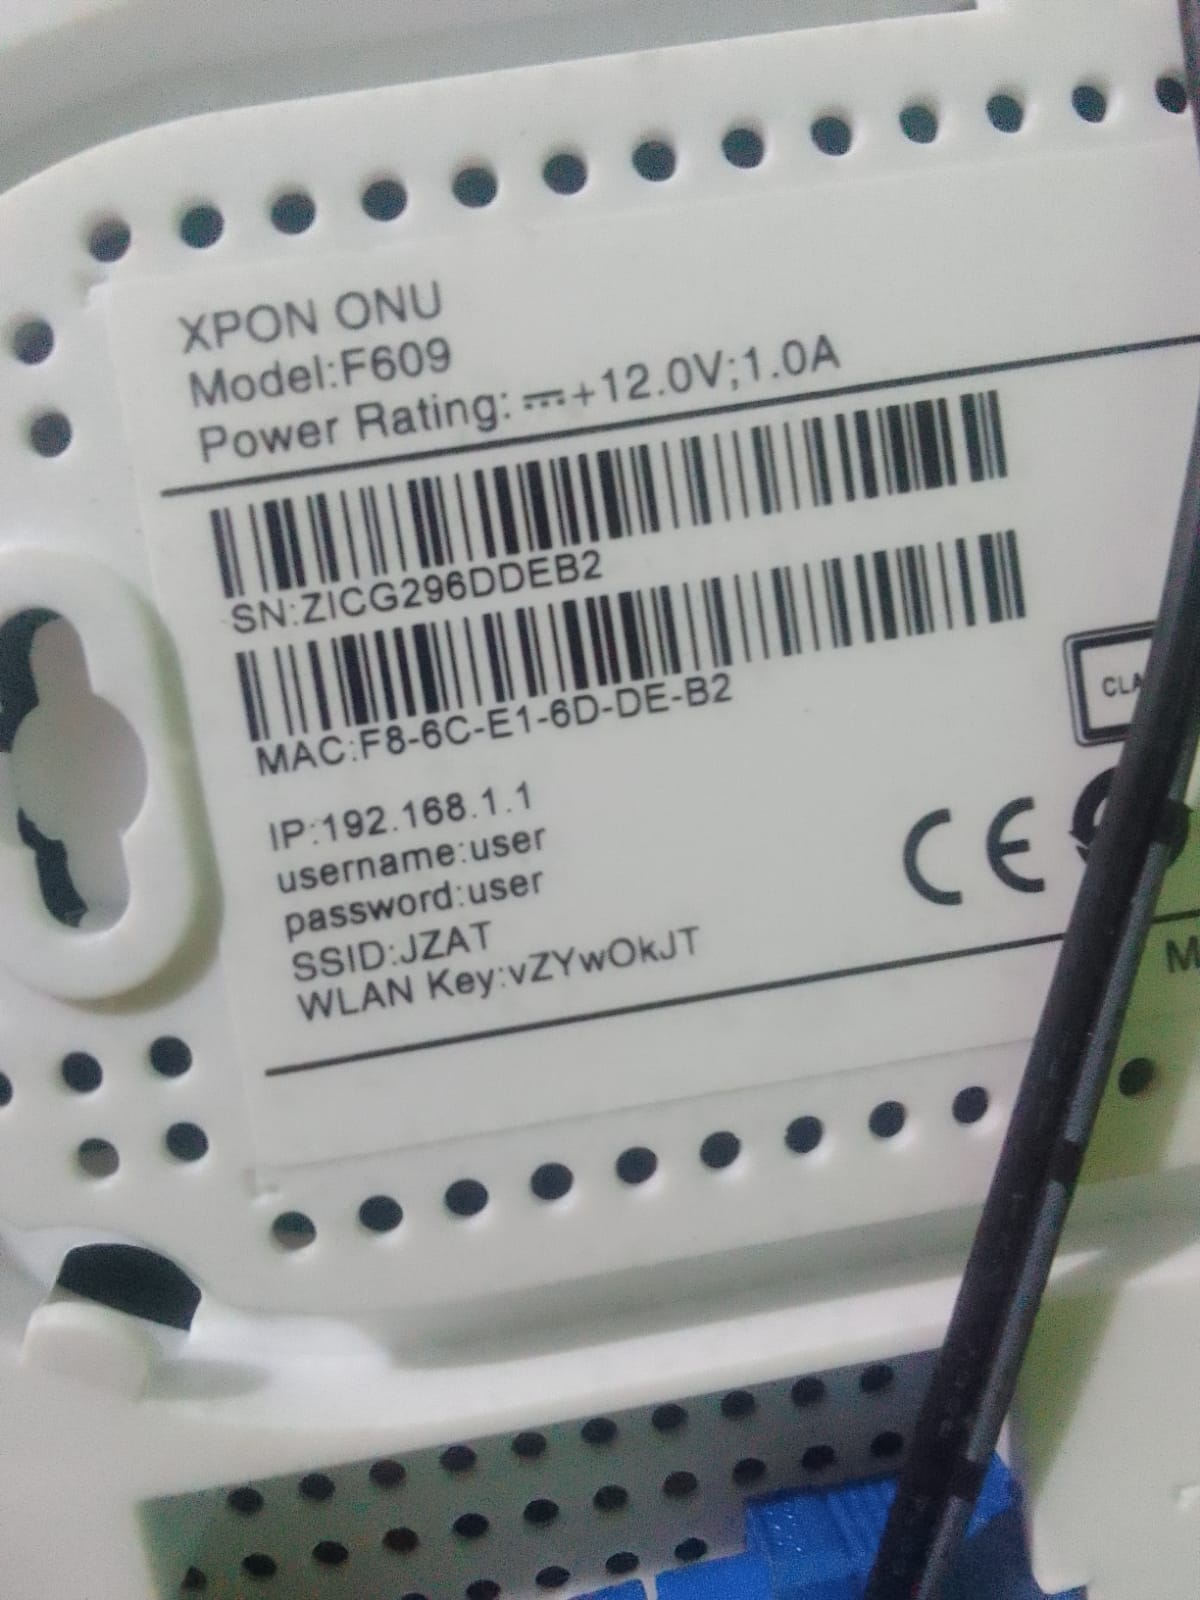 XPON ONU
Model:F609
Power Rating: ⎓+12.0V;1.0A
SN:ZICG296DDEB2
MAC:F8-6C-E1-6D-DE-B2
IP:192.168.1.1
username:user
password:user
SSID:JZAT
WLAN Key:vZYwOkJT
CE